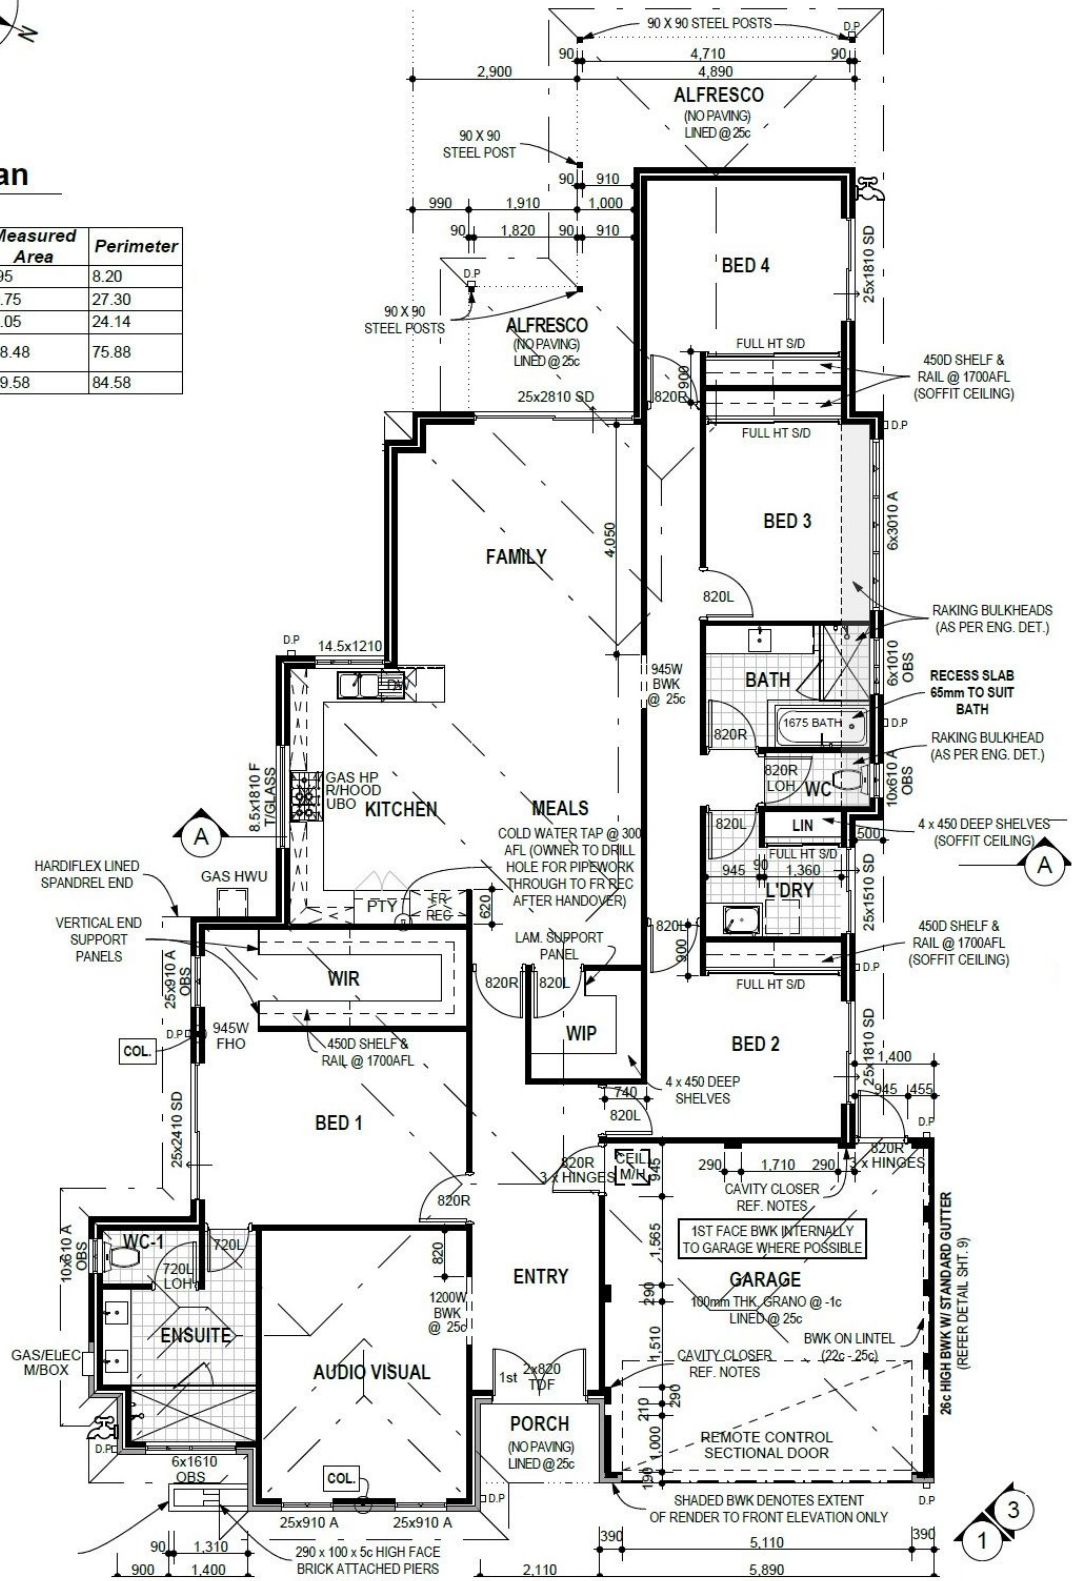 N
90 X 90 STEEL POSTS
D.P
90 4,710 90
2,900 4,890
ALFRESCO
(NO PAVING)
LINED @ 25c
90 X 90
STEEL POST
an
90 910
990 1,910 1,000
90 1,820 90 910
Measured
Area
Perimeter
95 8.20
.75 27.30
.05 24.14
8.48 75.88
9.58 84.58
BED 4
25x1810 SD
D.P
90 X 90
STEEL POSTS
ALFRESCO
(NO PAVING)
LINED @ 25c
FULL HT S/D
450D SHELF &
RAIL @ 1700AFL
(SOFFIT CEILING)
900
820R
25x2810 SD
FULL HT S/D
D.P
4,050
BED 3
6x3010 A
FAMILY
820L
RAKING BULKHEADS
(AS PER ENG. DET.)
D.P
14.5x1210
945W
BWK
@ 25c
BATH
6x1010
OBS
RECESS SLAB
65mm TO SUIT
BATH
DW
1675 BATH
D.P
820R
RAKING BULKHEAD
(AS PER ENG. DET.)
8.5x1810 F
T/GLASS
GAS HP
R/HOOD
UBO
KITCHEN
MEALS
820R
LOH
WC
10x610 A
OBS
A
COLD WATER TAP @ 300
AFL (OWNER TO DRILL
HOLE FOR PIPEWORK
THROUGH TO FR REC
AFTER HANDOVER)
820L
LIN
500
4 x 450 DEEP SHELVES
(SOFFIT CEILING)
A
FULL HT S/D
HARDIFLEX LINED
SPANDREL END
GAS HWU
945 90 1,360
L'DRY
25x1510 SD
PTY
FR
REC
620
VERTICAL END
SUPPORT
PANELS
LAM. SUPPORT
PANEL
820L
900
450D SHELF &
RAIL @ 1700AFL
(SOFFIT CEILING)
D.P
25x910 A
OBS
WIR
820R
820L
FULL HT S/D
D.P
945W
FHO
COL.
450D SHELF &
RAIL @ 1700AFL
WIP
BED 2
25x1810 SD
1,400
4 x 450 DEEP
SHELVES
740
945 455
25x2410 SD
BED 1
820L
D.P
820R
3 x HINGES
CEIL
M/H
945
290 1,710 290
820R
3 x HINGES
820R
CAVITY CLOSER
REF. NOTES
10x610 A
OBS
WC-1
720L
720L
LOH
820
1,565
1ST FACE BWK INTERNALLY
TO GARAGE WHERE POSSIBLE
26c HIGH BWK W/ STANDARD GUTTER
(REFER DETAIL SHT. 9)
ENTRY
290
GARAGE
100mm THK. GRANO @ -1c
LINED @ 25c
1200W
BWK
@ 25c
ENSUITE
1,510
BWK ON LINTEL
(22c - 25c)
GAS/ELEC
M/BOX
AUDIO VISUAL
1st
2x820
TDF
CAVITY CLOSER
REF. NOTES
290
210
PORCH
(NO PAVING)
LINED @ 25c
1,000
REMOTE CONTROL
SECTIONAL DOOR
D.P
6x1610
OBS
COL.
190
D.P
D.P
SHADED BWK DENOTES EXTENT
OF RENDER TO FRONT ELEVATION ONLY
25x910 A
25x910 A
3
1
390 5,110 390
90 1,310
290 x 100 x 5c HIGH FACE
BRICK ATTACHED PIERS
900 1,400
2,110 5,890